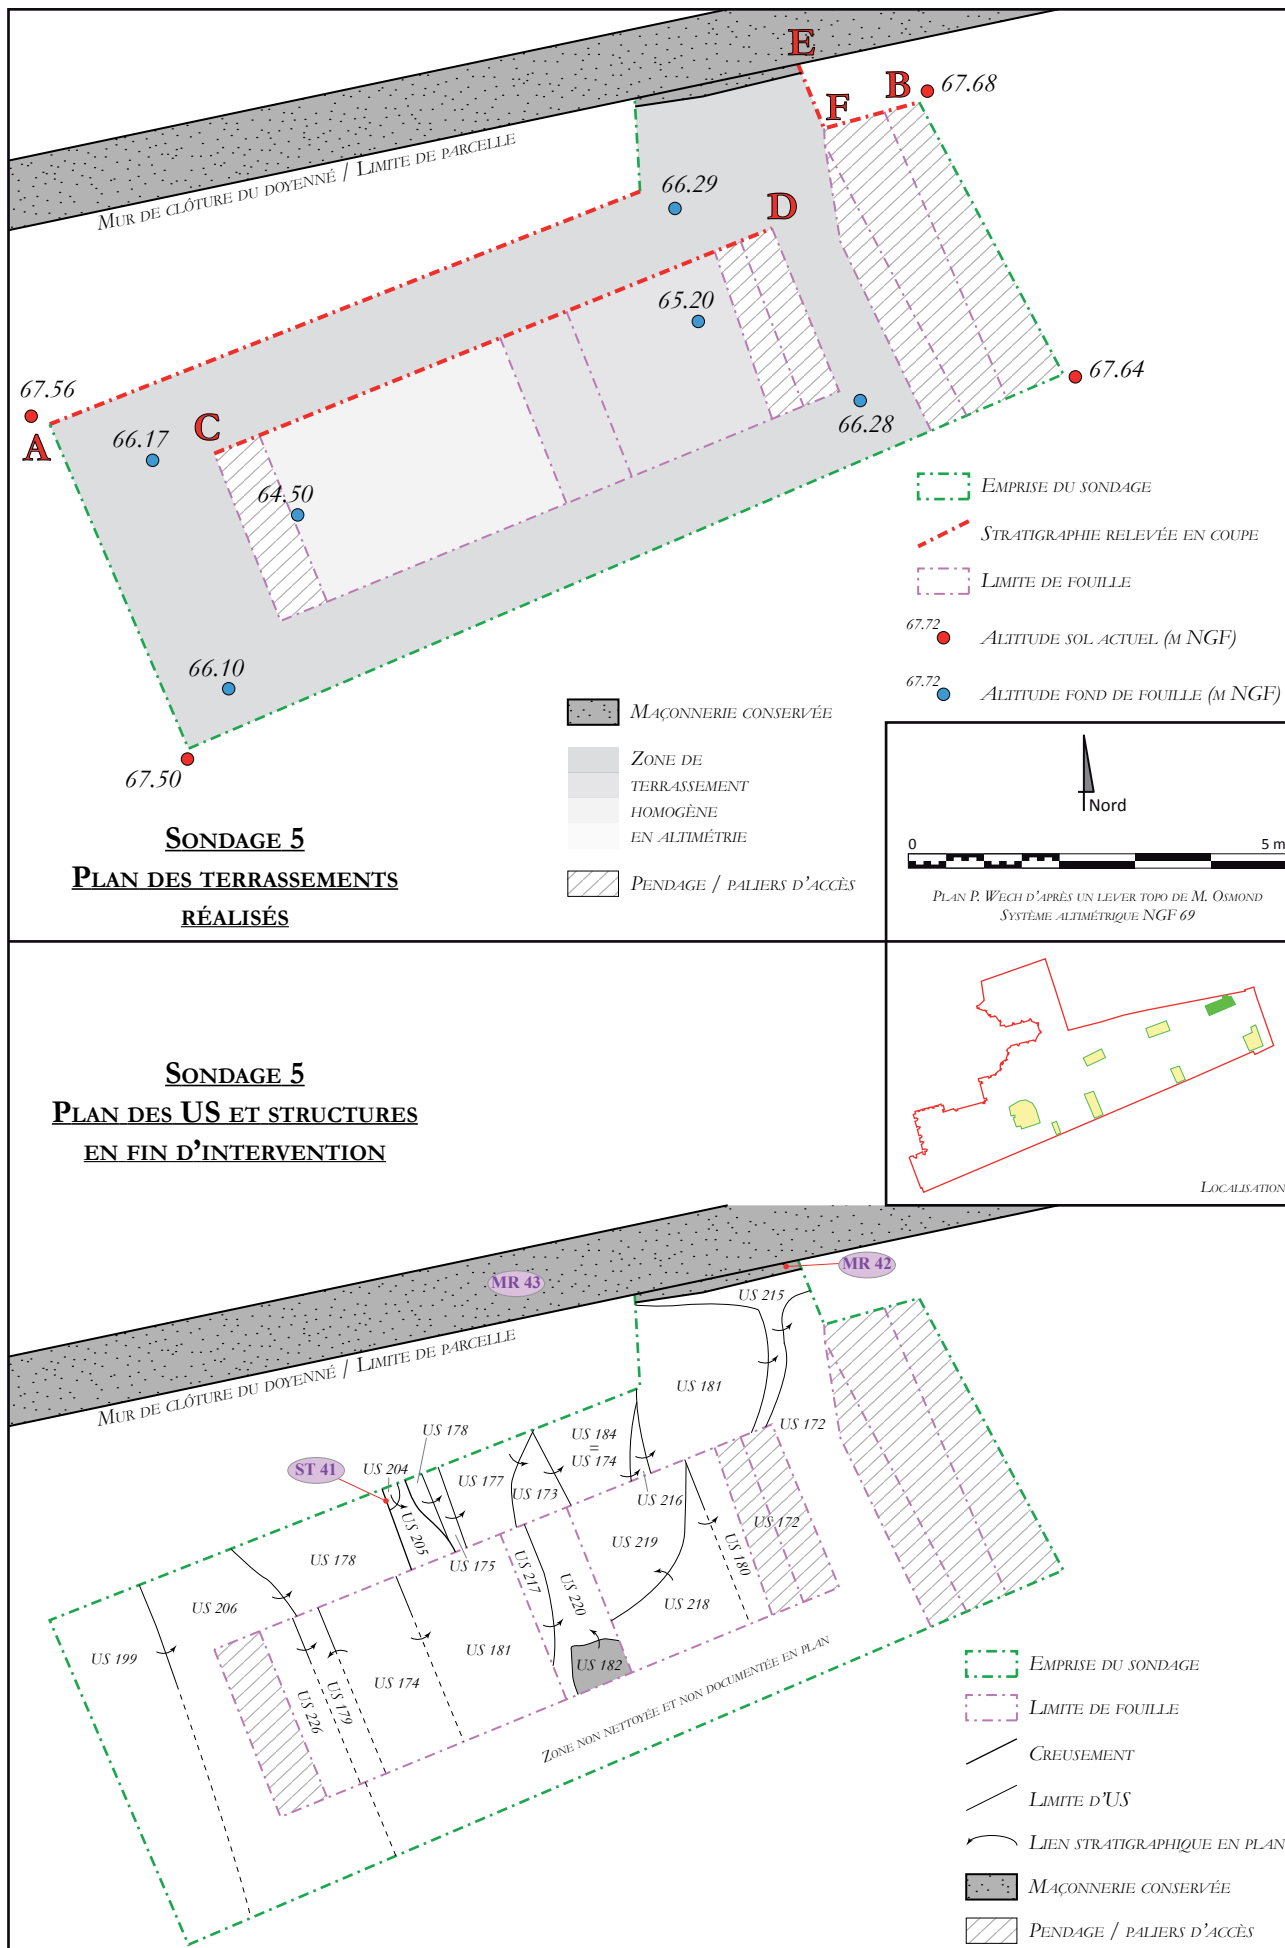 E
B
67.68
F
MUR DE CLÔTURE DU DOYENNÉ / LIMITE DE PARCELLE
66.29
D
65.20
67.56
A
C
66.17
67.64
66.28
64.50
66.10
67.50
EMPRISE DU SONDAGE
STRATIGRAPHIE RELEVÉE EN COUPE
LIMITE DE FOUILLE
67.72
ALTITUDE SOL ACTUEL (M NGF)
67.72
ALTITUDE FOND DE FOUILLE (M NGF)
MAÇONNERIE CONSERVÉE
ZONE DE
TERRASSEMENT
HOMOGÈNE
EN ALTIMÉTRIE
PENDAGE / PALIERS D'ACCÈS
SONDAGE 5
PLAN DES TERRASSEMENTS
RÉALISÉS
Nord
0
5 m
PLAN P. WECH D'APRÈS UN LEVER TOPO DE M. OSMOND
SYSTÈME ALTIMÉTRIQUE NGF 69
SONDAGE 5
PLAN DES US ET STRUCTURES
EN FIN D'INTERVENTION
LOCALISATION
MR 43
MR 42
US 215
MUR DE CLÔTURE DU DOYENNÉ / LIMITE DE PARCELLE
US 181
US 172
US 178
US 184
=
US 174
ST 41
US 204
US 177
US 173
US 216
US 205
US 175
US 178
US 217
US 219
US 180
US 172
US 206
US 220
US 218
US 199
US 181
US 182
US 174
US 179
US 226
ZONE NON NETTOYÉE ET NON DOCUMENTÉE EN PLAN
EMPRISE DU SONDAGE
LIMITE DE FOUILLE
CREUSEMENT
LIMITE D'US
LIEN STRATIGRAPHIQUE EN PLAN
MAÇONNERIE CONSERVÉE
PENDAGE / PALIERS D'ACCÈS